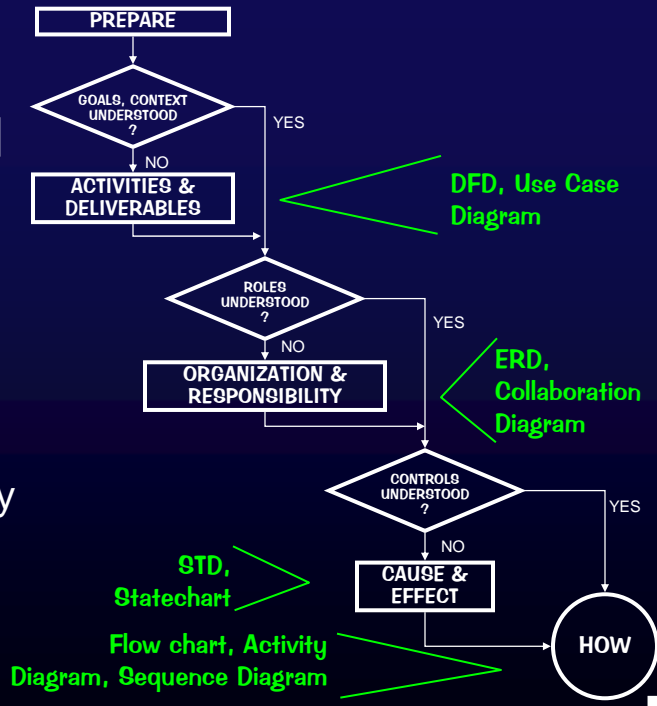 PREPARE
GOALS, CONTEXT
UNDERSTOOD
?
YES
NO
ACTIVITIES &
DELIVERABLES
DFD, Use Case
Diagram
ROLES
UNDERSTOOD
?
YES
NO
ORGANIZATION &
RESPONSIBILITY
ERD,
Collaboration
Diagram
CONTROLS
UNDERSTOOD
?
YES
NO
STD,
Statechart
CAUSE &
EFFECT
HOW
Flow chart, Activity
Diagram, Sequence Diagram
y